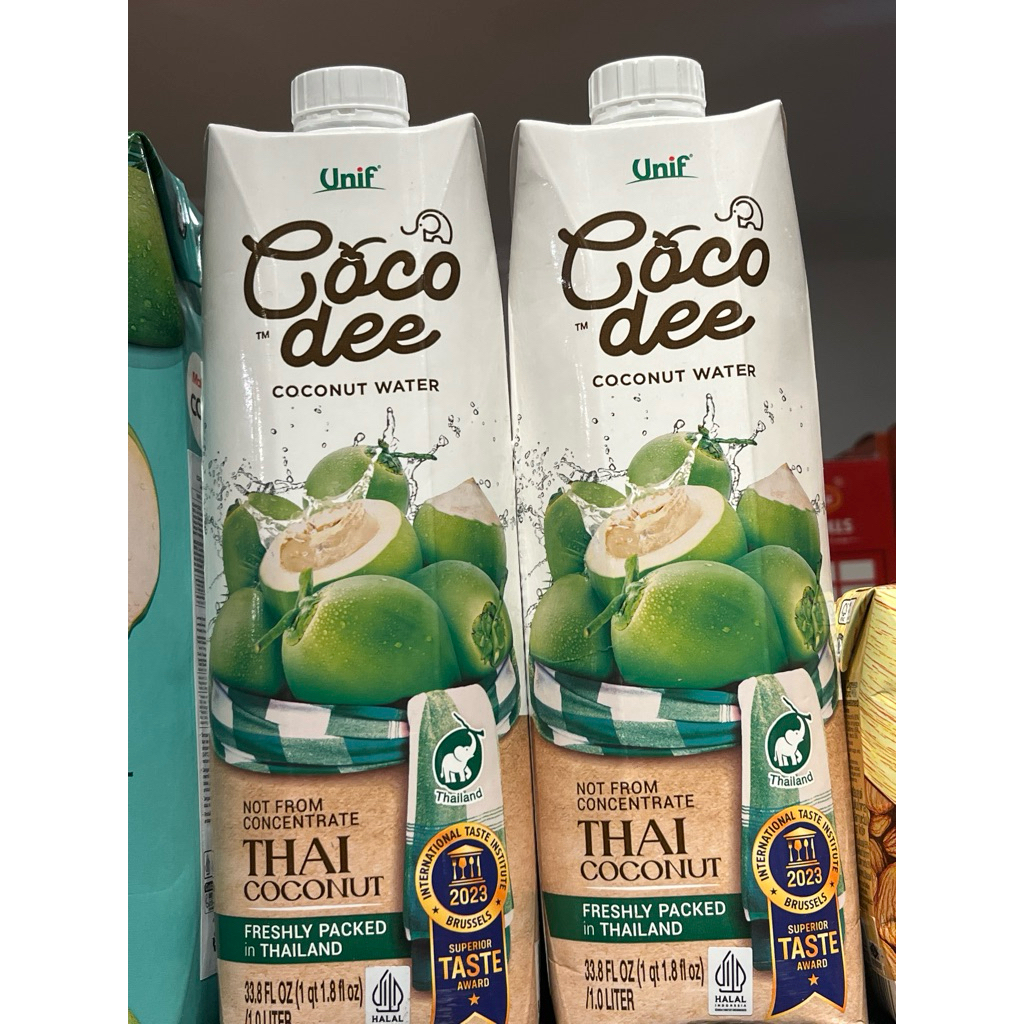 Unif
Coco
dee
TM
COCONUT WATER
Thailand
NOT FROM
CONCENTRATE
THAI
COCONUT
FRESHLY PACKED
in THAILAND
33.8 FL OZ (1 qt 1.8 fl oz)
/1.0 LITER
HALAL
INTERNATIONAL TASTE INSTITUTE
2023
BRUSSELS
SUPERIOR
TASTE
AWARD
Unif
Coco
dee
TM
COCONUT WATER
Thailand
NOT FROM
CONCENTRATE
THAI
COCONUT
FRESHLY PACKED
in THAILAND
33.8 FL OZ (1 qt 1.8 fl oz)
/1.0 LITER
HALAL
INDONESIA
INTERNATIONAL TASTE INSTITUTE
2023
BRUSSELS
SUPERIOR
TASTE
AWARD